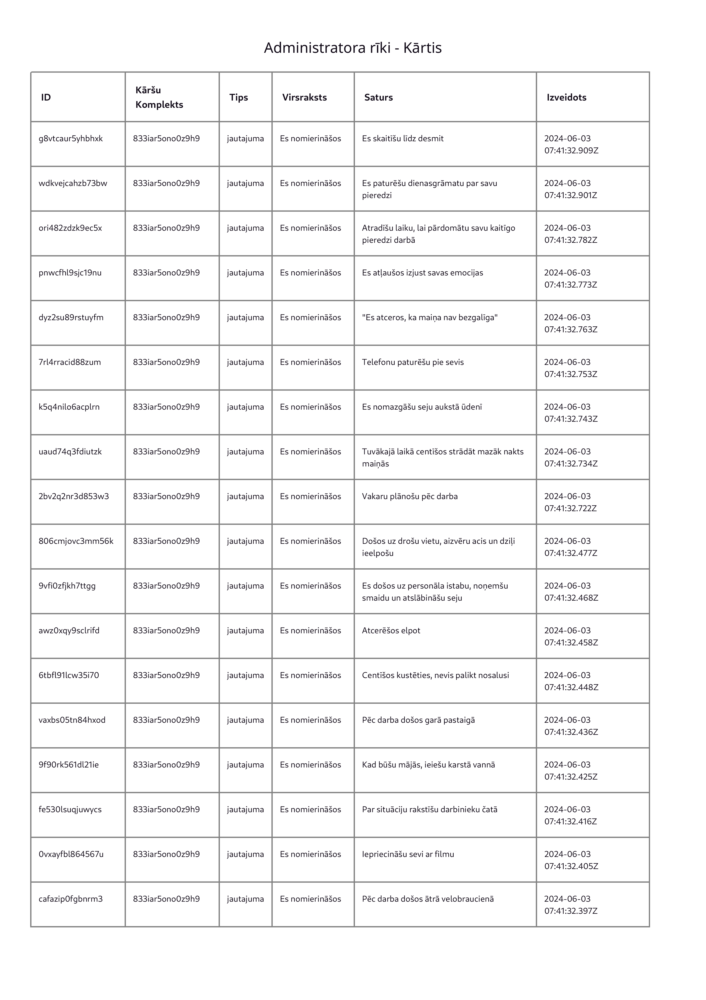 Administratora rīki - Kārtis
ID
Kāršu
Komplekts
Tips
Virsraksts
Saturs
Izveidots
g8vtcaur5yhbhxk 833iar5ono0z9h9 jautajuma Es nomierināšos Es skaitīšu līdz desmit 2024-06-03
07:41:32.909Z
wdkvejcahzb73bw 833iar5ono0z9h9 jautajuma Es nomierināšos Es paturēšu dienasgrāmatu par savu 2024-06-03
pieredzi 07:41:32.901Z
ori482zdzk9ec5x 833iar5ono0z9h9 jautajuma Es nomierināšos Atradīšu laiku, lai pārdomātu savu kaitīgo 2024-06-03
pieredzi darbā 07:41:32.782Z
pnwcfhl9sjc19nu 833iar5ono0z9h9 jautajuma Es nomierināšos Es atļaušos izjust savas emocijas 2024-06-03
07:41:32.773Z
dyz2su89rstuyfm 833iar5ono0z9h9 jautajuma Es nomierināšos "Es atceros, ka maiņa nav bezgalīga" 2024-06-03
07:41:32.763Z
7rl4rracid88zum 833iar5ono0z9h9 jautajuma Es nomierināšos Telefonu paturēšu pie sevis 2024-06-03
07:41:32.753Z
k5q4nilo6acplrn 833iar5ono0z9h9 jautajuma Es nomierināšos Es nomazgāšu seju aukstā ūdenī 2024-06-03
07:41:32.743Z
uaud74q3fdiutzk 833iar5ono0z9h9 jautajuma Es nomierināšos Tuvākajā laikā centīšos strādāt mazāk nakts 2024-06-03
maiņās 07:41:32.734Z
2bv2q2nr3d853w3 833iar5ono0z9h9 jautajuma Es nomierināšos Vakaru plānošu pēc darba 2024-06-03
07:41:32.722Z
806cmjovc3mm56k 833iar5ono0z9h9 jautajuma Es nomierināšos Došos uz drošu vietu, aizvēru acis un dziļi 2024-06-03
ieelpošu 07:41:32.477Z
9vfi0zfjkh7ttgg 833iar5ono0z9h9 jautajuma Es nomierināšos Es došos uz personāla istabu, noņemšu 2024-06-03
smaidu un atslābināšu seju 07:41:32.468Z
awz0xqy9sclrifd 833iar5ono0z9h9 jautajuma Es nomierināšos Atcerēšos elpot 2024-06-03
07:41:32.458Z
6tbfl91lcw35i70 833iar5ono0z9h9 jautajuma Es nomierināšos Centīšos kustēties, nevis palikt nosalusi 2024-06-03
07:41:32.448Z
vaxbs05tn84hxod 833iar5ono0z9h9 jautajuma Es nomierināšos Pēc darba došos garā pastaigā 2024-06-03
07:41:32.436Z
9f90rk561dl21ie 833iar5ono0z9h9 jautajuma Es nomierināšos Kad būšu mājās, ieiešu karstā vannā 2024-06-03
07:41:32.425Z
fe530lsuqjuwycs 833iar5ono0z9h9 jautajuma Es nomierināšos Par situāciju rakstīšu darbinieku čatā 2024-06-03
07:41:32.416Z
0vxayfbl864567u 833iar5ono0z9h9 jautajuma Es nomierināšos Iepriecināšu sevi ar filmu 2024-06-03
07:41:32.405Z
cafazip0fgbnrm3 833iar5ono0z9h9 jautajuma Es nomierināšos Pēc darba došos ātrā velobraucienā 2024-06-03
07:41:32.397Z